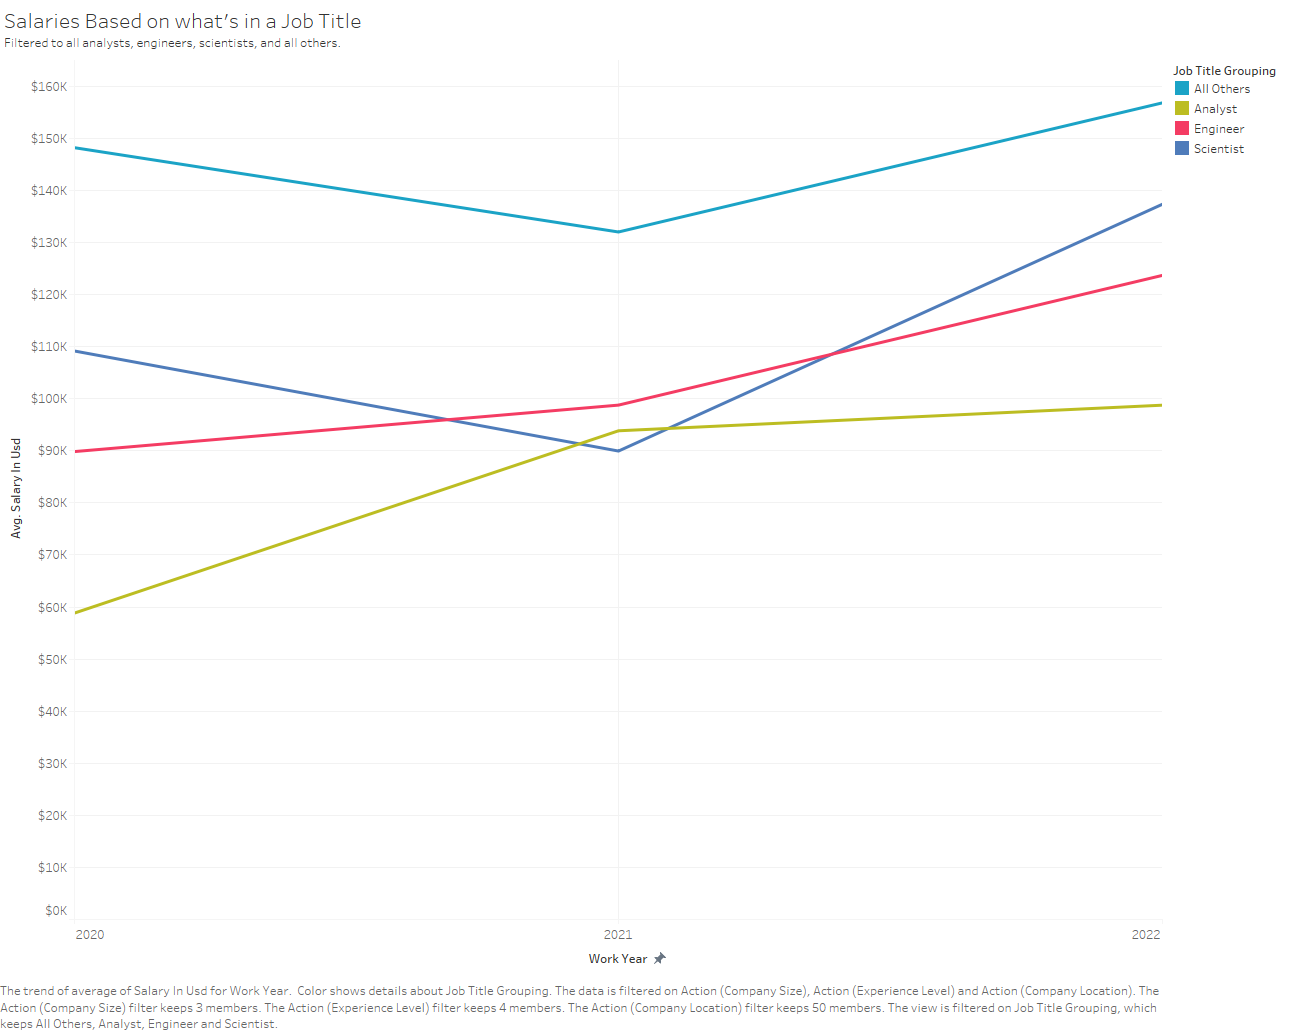 Salaries Based on what's in a Job Title
Filtered to all analysts, engineers, scientists, and all others.
Job Title Grouping
All Others
Analyst
Engineer
Scientist
$160K
$150K
$140K
$130K
$120K
$110K
$100K
$90K
$80K
$70K
$60K
$50K
$40K
$30K
$20K
$10K
$0K
Avg. Salary In Usd
2020
2021
2022
Work Year
The trend of average of Salary In Usd for Work Year.  Color shows details about Job Title Grouping. The data is filtered on Action (Company Size), Action (Experience Level) and Action (Company Location). The
Action (Company Size) filter keeps 3 members. The Action (Experience Level) filter keeps 4 members. The Action (Company Location) filter keeps 50 members. The view is filtered on Job Title Grouping, which
keeps All Others, Analyst, Engineer and Scientist.